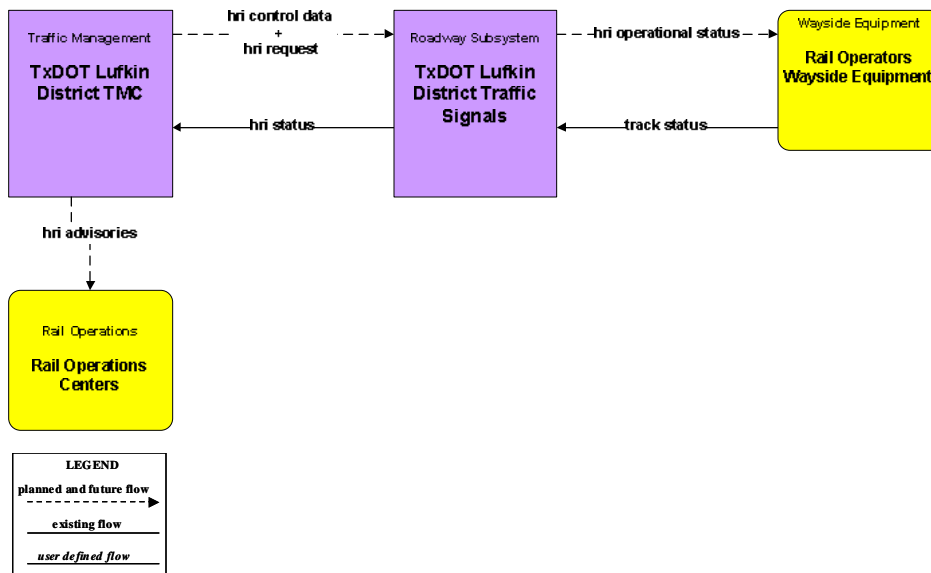 Traffic Management
TxDOT Lufkin
District TMC
hri control data
+
hri request
Roadway Subsystem
TxDOT Lufkin
District Traffic
Signals
hri operational status
Wayside Equipment
Rail Operators
Wayside Equipment
hri status
track status
hri advisories
Rail Operations
Rail Operations
Centers
LEGEND
planned and future flow
existing flow
user defined flow